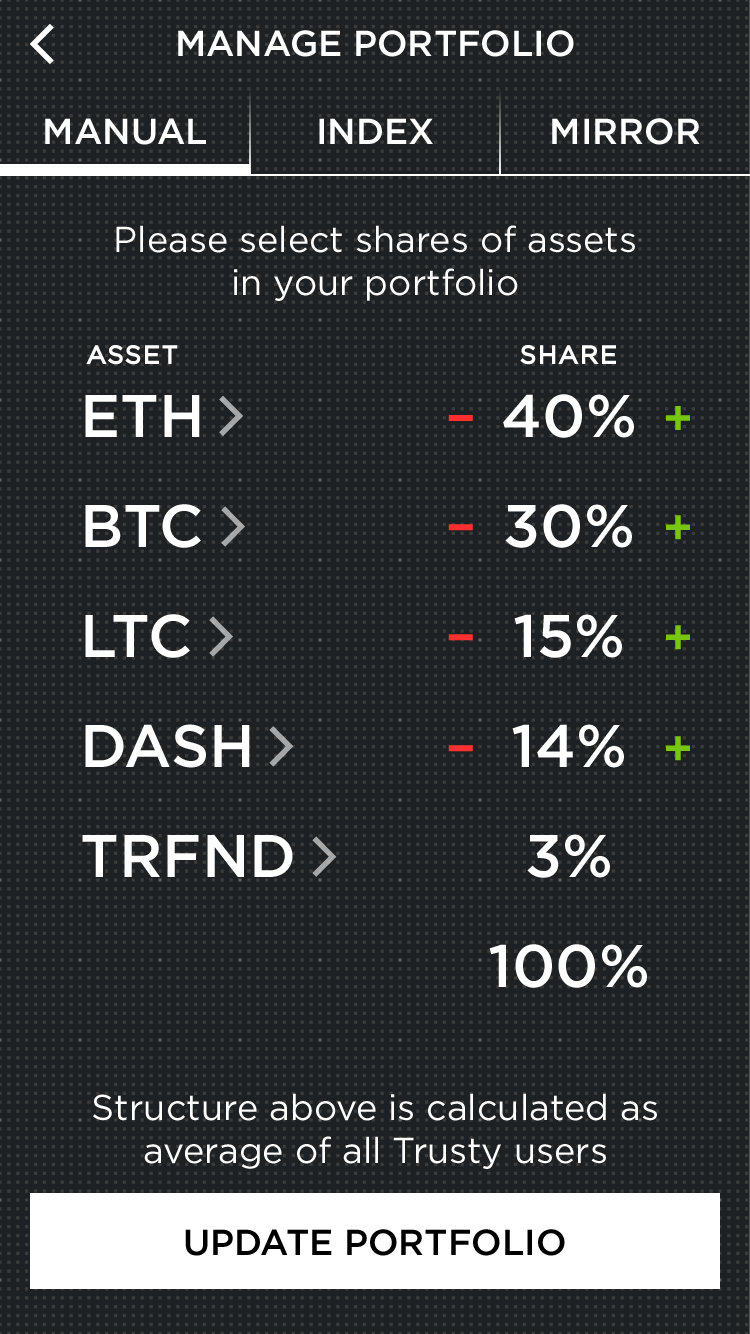 MANAGE PORTFOLIO
MANUAL INDEX MIRROR
Please select shares of assets
in your portfolio
ASSET SHARE
ETH > - 40% +
BTC > - 30% +
LTC > - 15% +
DASH > - 14% +
TRFND > 3%
100%
Structure above is calculated as
average of all Trusty users
UPDATE PORTFOLIO